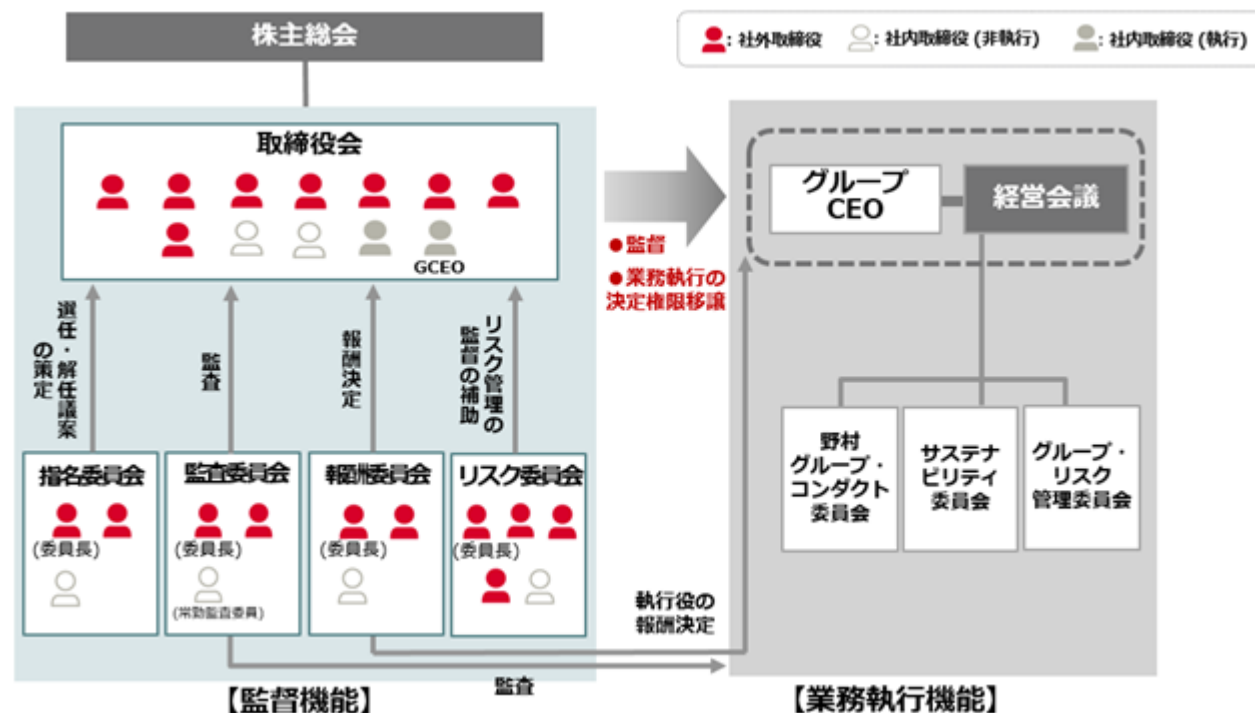 株主総会
: 社外取締役
: 社内取締役 (非執行)
: 社内取締役 (執行)
取締役会
GCEO
選任・解任議案
の策定
監査
報酬決定
リスク管理の
監督の補助
指名委員会
(委員長)
監査委員会
(委員長)
(常勤監査委員)
報酬委員会
(委員長)
リスク委員会
(委員長)
【監督機能】
●監督
●業務執行の
決定権限移譲
執行役の
報酬決定
監査
グループ
CEO
経営会議
野村
グループ・
コンダクト
委員会
サステナ
ビリティ
委員会
グループ・
リスク
管理委員会
【業務執行機能】